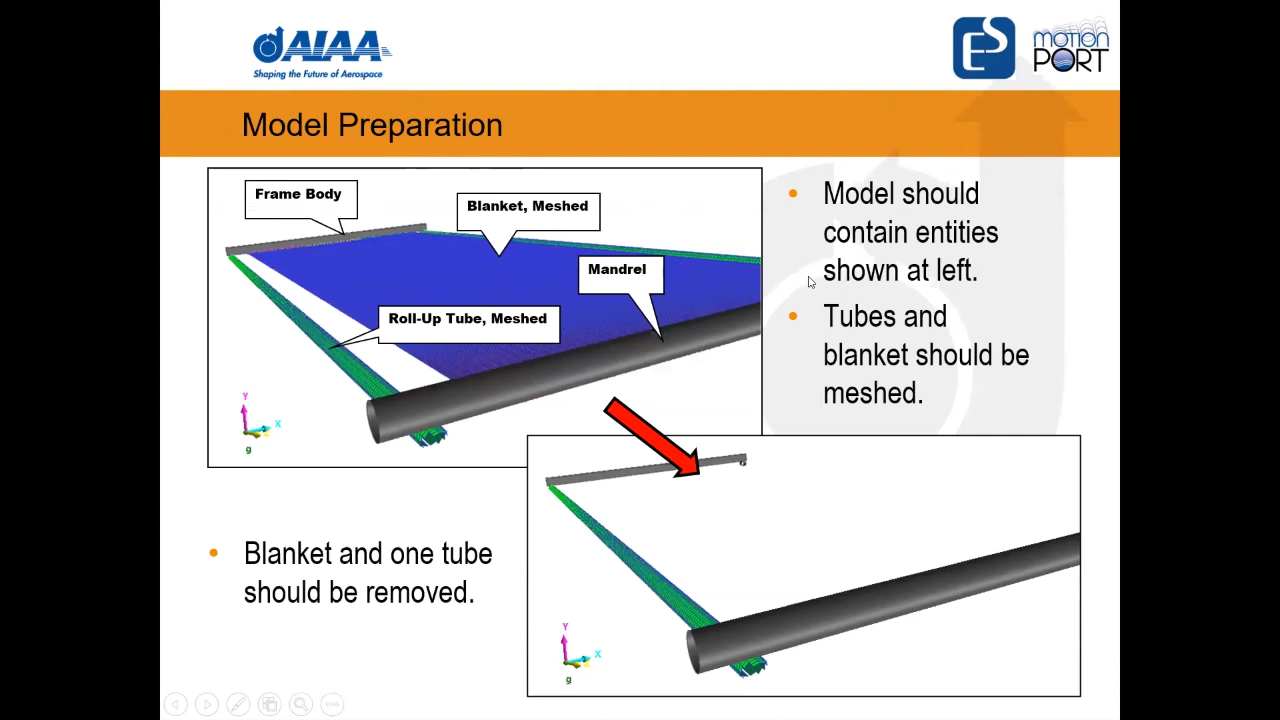 AIAA
Shaping the Future of Aerospace
ES
MOTION
PORT
Model Preparation
Frame Body
Blanket, Meshed
Mandrel
Roll-Up Tube, Meshed
Y
X
g
• Model should
contain entities
shown at left.
• Tubes and
blanket should be
meshed.
• Blanket and one tube
should be removed.
Y
X
g